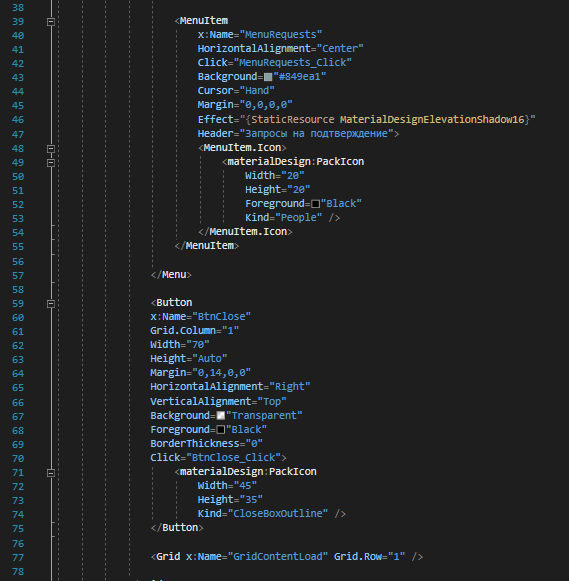 38
39 <MenuItem
40 x:Name="MenuRequests"
41 HorizontalAlignment="Center"
42 Click="MenuRequests_Click"
43 Background="#849ea1"
44 Cursor="Hand"
45 Margin="0,0,0,0"
46 Effect="{StaticResource MaterialDesignElevationShadow16}"
47 Header="Запросы на подтверждение">
48 <MenuItem.Icon>
49 <materialDesign:PackIcon
50 Width="20"
51 Height="20"
52 Foreground="Black"
53 Kind="People" />
54 </MenuItem.Icon>
55 </MenuItem>
56
57 </Menu>
58
59 <Button
60 x:Name="BtnClose"
61 Grid.Column="1"
62 Width="70"
63 Height="Auto"
64 Margin="0,14,0,0"
65 HorizontalAlignment="Right"
66 VerticalAlignment="Top"
67 Background="Transparent"
68 Foreground="Black"
69 BorderThickness="0"
70 Click="BtnClose_Click">
71 <materialDesign:PackIcon
72 Width="45"
73 Height="35"
74 Kind="CloseBoxOutline" />
75 </Button>
76
77 <Grid x:Name="GridContentLoad" Grid.Row="1" />
78